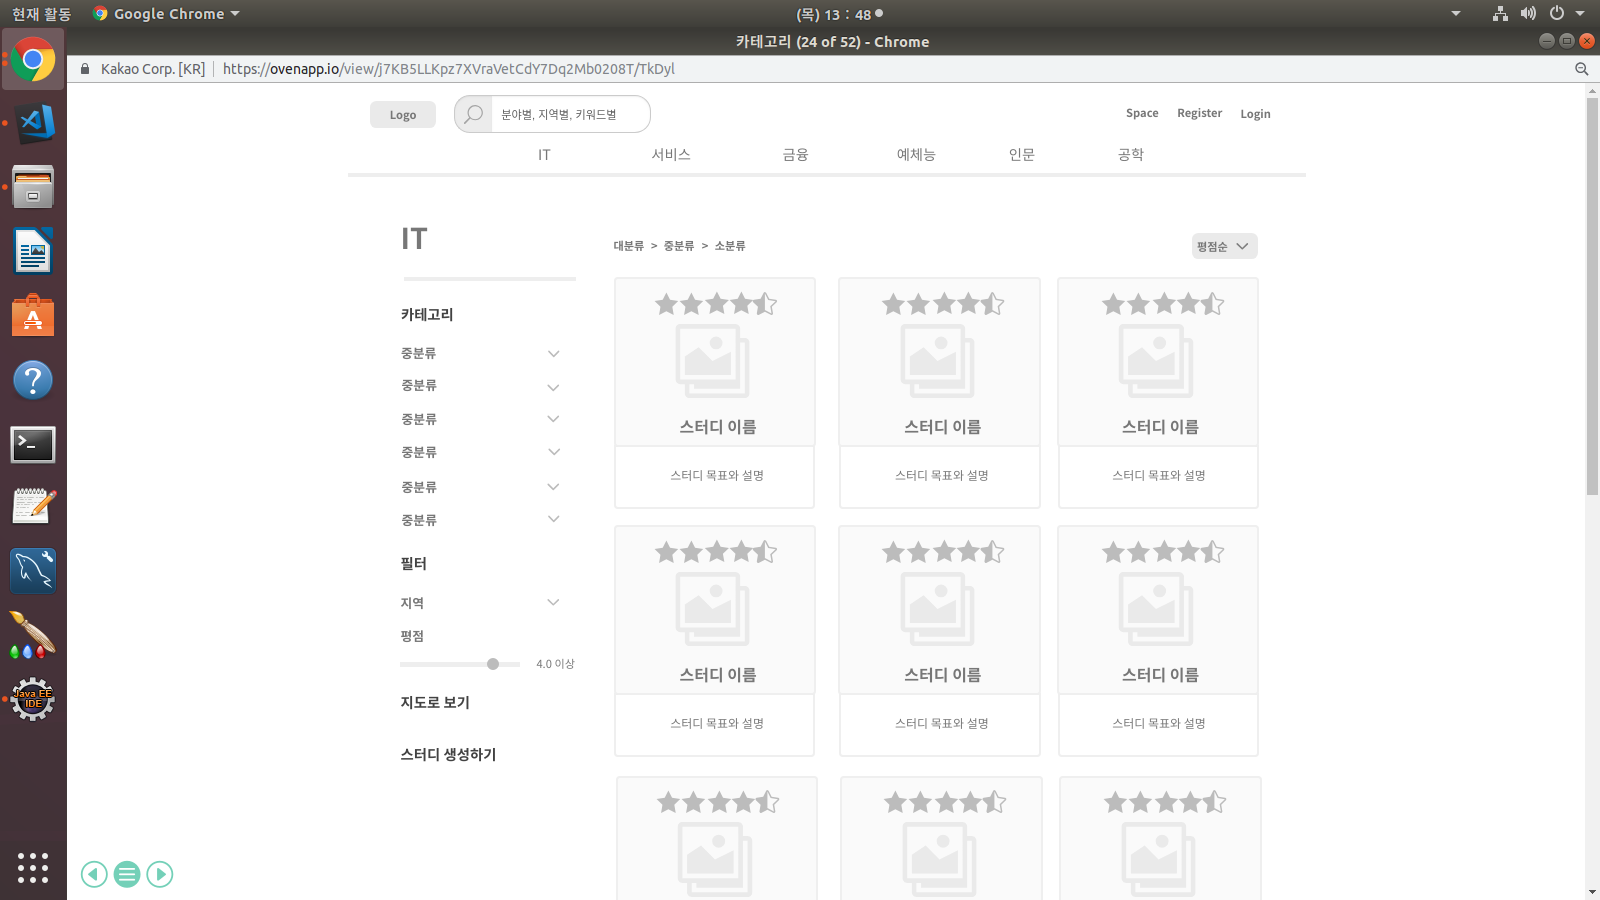 현재 활동 Google Chrome (목) 13 : 48
카테고리 (24 of 52) - Chrome
Kakao Corp. [KR] https://ovenapp.io/view/j7KB5LLKpz7XVraVetCdY7Dq2Mb0208T/TkDyl
Logo 분야별, 지역별, 키워드별 Space Register Login
IT 서비스 금융 예체능 인문 공학
IT
대분류 > 중분류 > 소분류 평점순
카테고리
중분류
중분류
중분류
중분류
중분류
중분류
필터
지역
평점
4.0 이상
지도로 보기
스터디 생성하기
스터디 이름 스터디 이름 스터디 이름
스터디 목표와 설명 스터디 목표와 설명 스터디 목표와 설명
스터디 이름 스터디 이름 스터디 이름
스터디 목표와 설명 스터디 목표와 설명 스터디 목표와 설명
Java EE
IDE